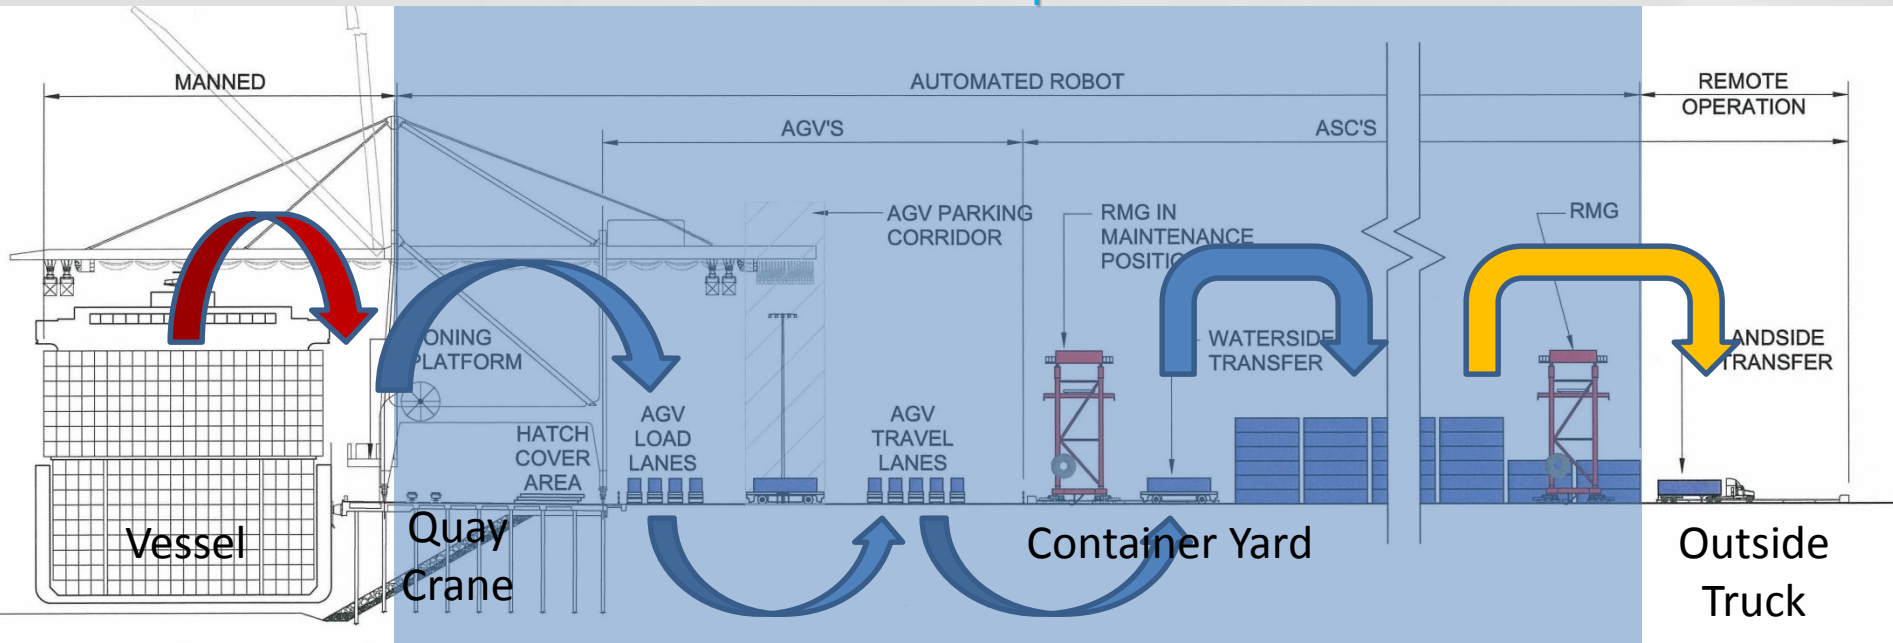 MANNED
AUTOMATED ROBOT
REMOTE
OPERATION
AGV'S
ASC'S
AGV PARKING
CORRIDOR
RMG IN
MAINTENANCE
POSITIO
RMG
ONING
PLATFORM
WATERSIDE
TRANSFER
ANDSIDE
TRANSFER
HATCH
COVER
AREA
AGV
LOAD
LANES
AGV
TRAVEL
LANES
Vessel
Quay
Crane
Container Yard
Outside
Truck